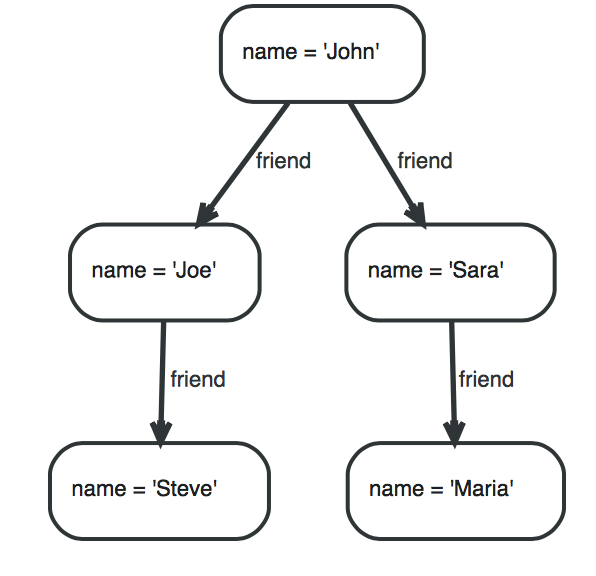 name = 'John'
friend
friend
name = 'Joe'
name = 'Sara'
friend
friend
name = 'Steve'
name = 'Maria'